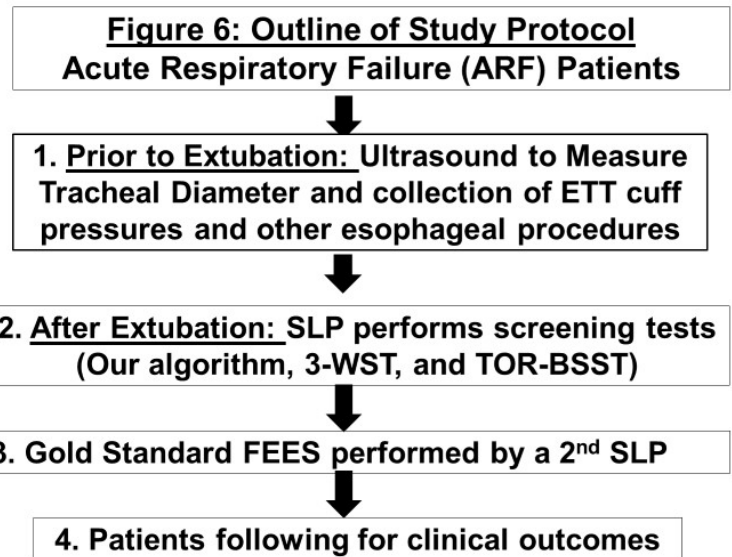 Figure 6: Outline of Study Protocol
Acute Respiratory Failure (ARF) Patients
1. Prior to Extubation: Ultrasound to Measure
Tracheal Diameter and collection of ETT cuff
pressures and other esophageal procedures
2. After Extubation: SLP performs screening tests
(Our algorithm, 3-WST, and TOR-BSST)
3. Gold Standard FEES performed by a 2nd SLP
4. Patients following for clinical outcomes